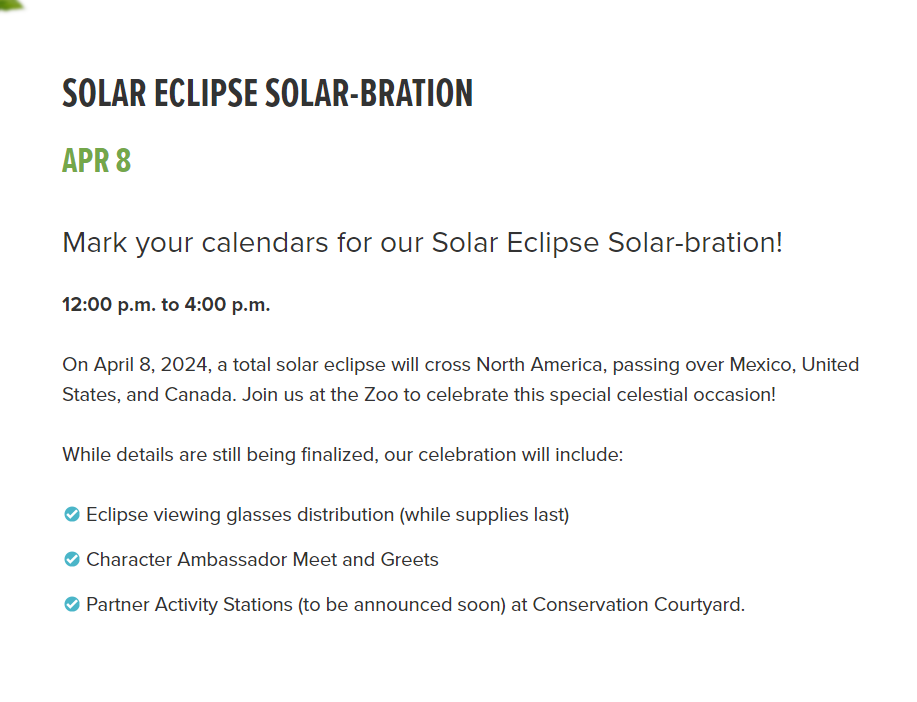 SOLAR ECLIPSE SOLAR-BRATION
APR 8
Mark your calendars for our Solar Eclipse Solar-bration!
12:00 p.m. to 4:00 p.m.
On April 8, 2024, a total solar eclipse will cross North America, passing over Mexico, United
States, and Canada. Join us at the Zoo to celebrate this special celestial occasion!
While details are still being finalized, our celebration will include:
Eclipse viewing glasses distribution (while supplies last)
Character Ambassador Meet and Greets
Partner Activity Stations (to be announced soon) at Conservation Courtyard.